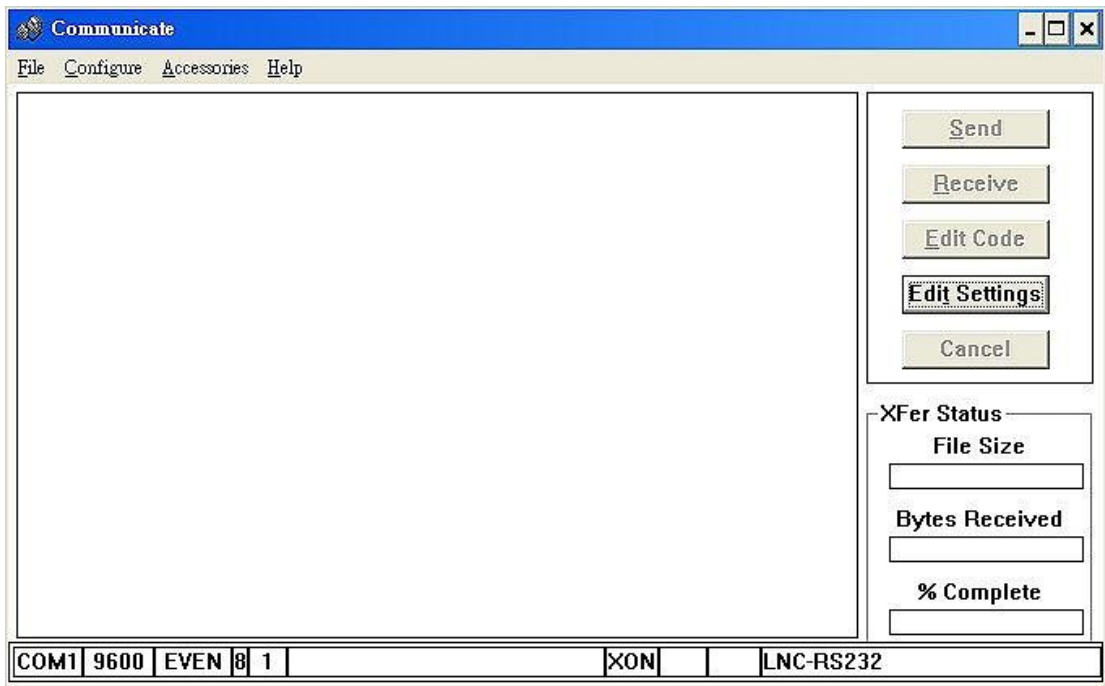 Communicate
File Configure Accessories Help
Send
Receive
Edit Code
Edit Settings
Cancel
XFer Status
File Size
Bytes Received
% Complete
COM1 9600 EVEN 8 1 XON LNC-RS232